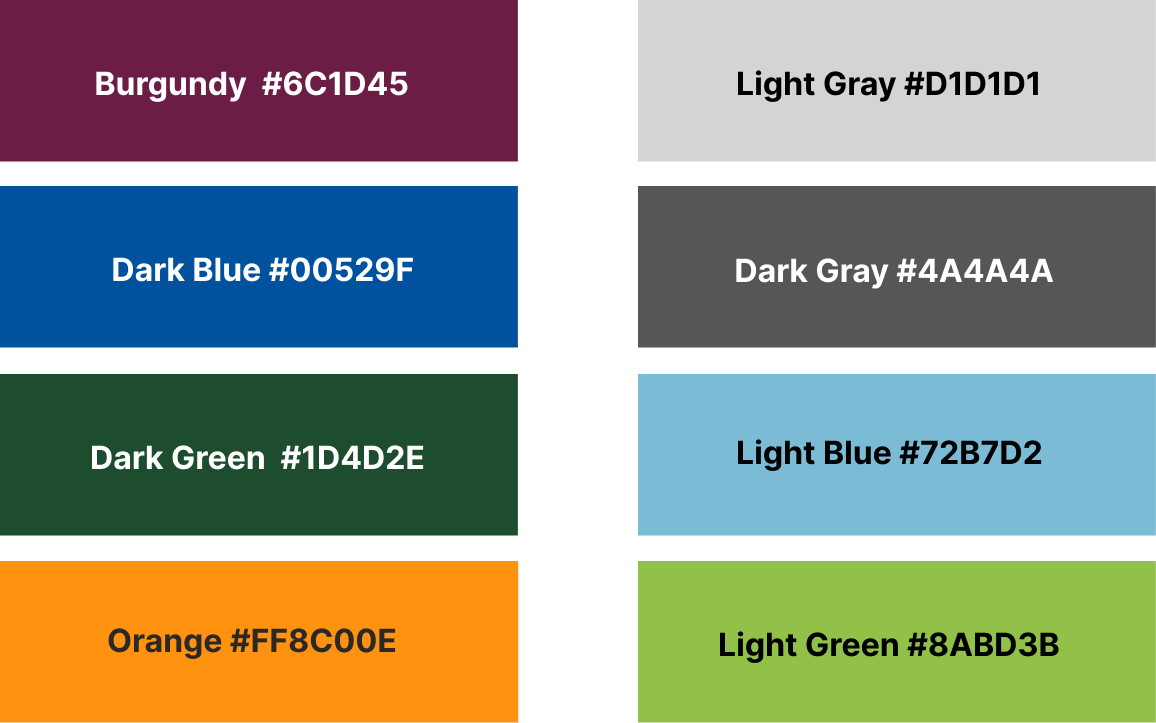 Burgundy  #6C1D45
Light Gray #D1D1D1
Dark Blue #00529F
Dark Gray #4A4A4A
Dark Green  #1D4D2E
Light Blue #72B7D2
Orange #FF8C00E
Light Green #8ABD3B